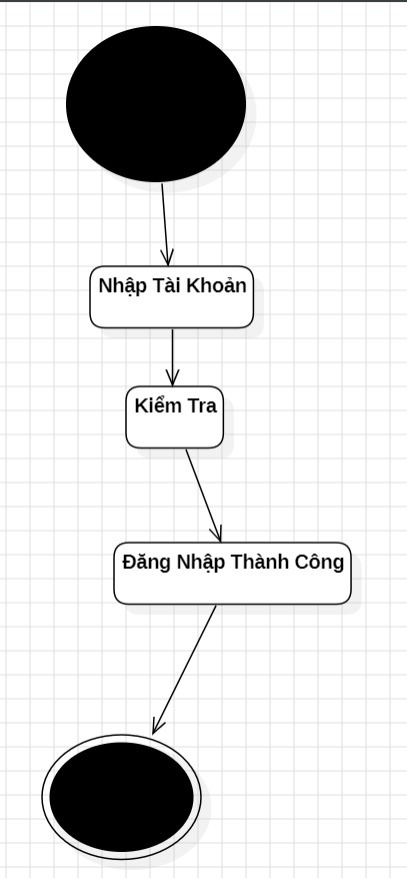 Nhập Tài Khoản
Kiểm Tra
Đăng Nhập Thành Công